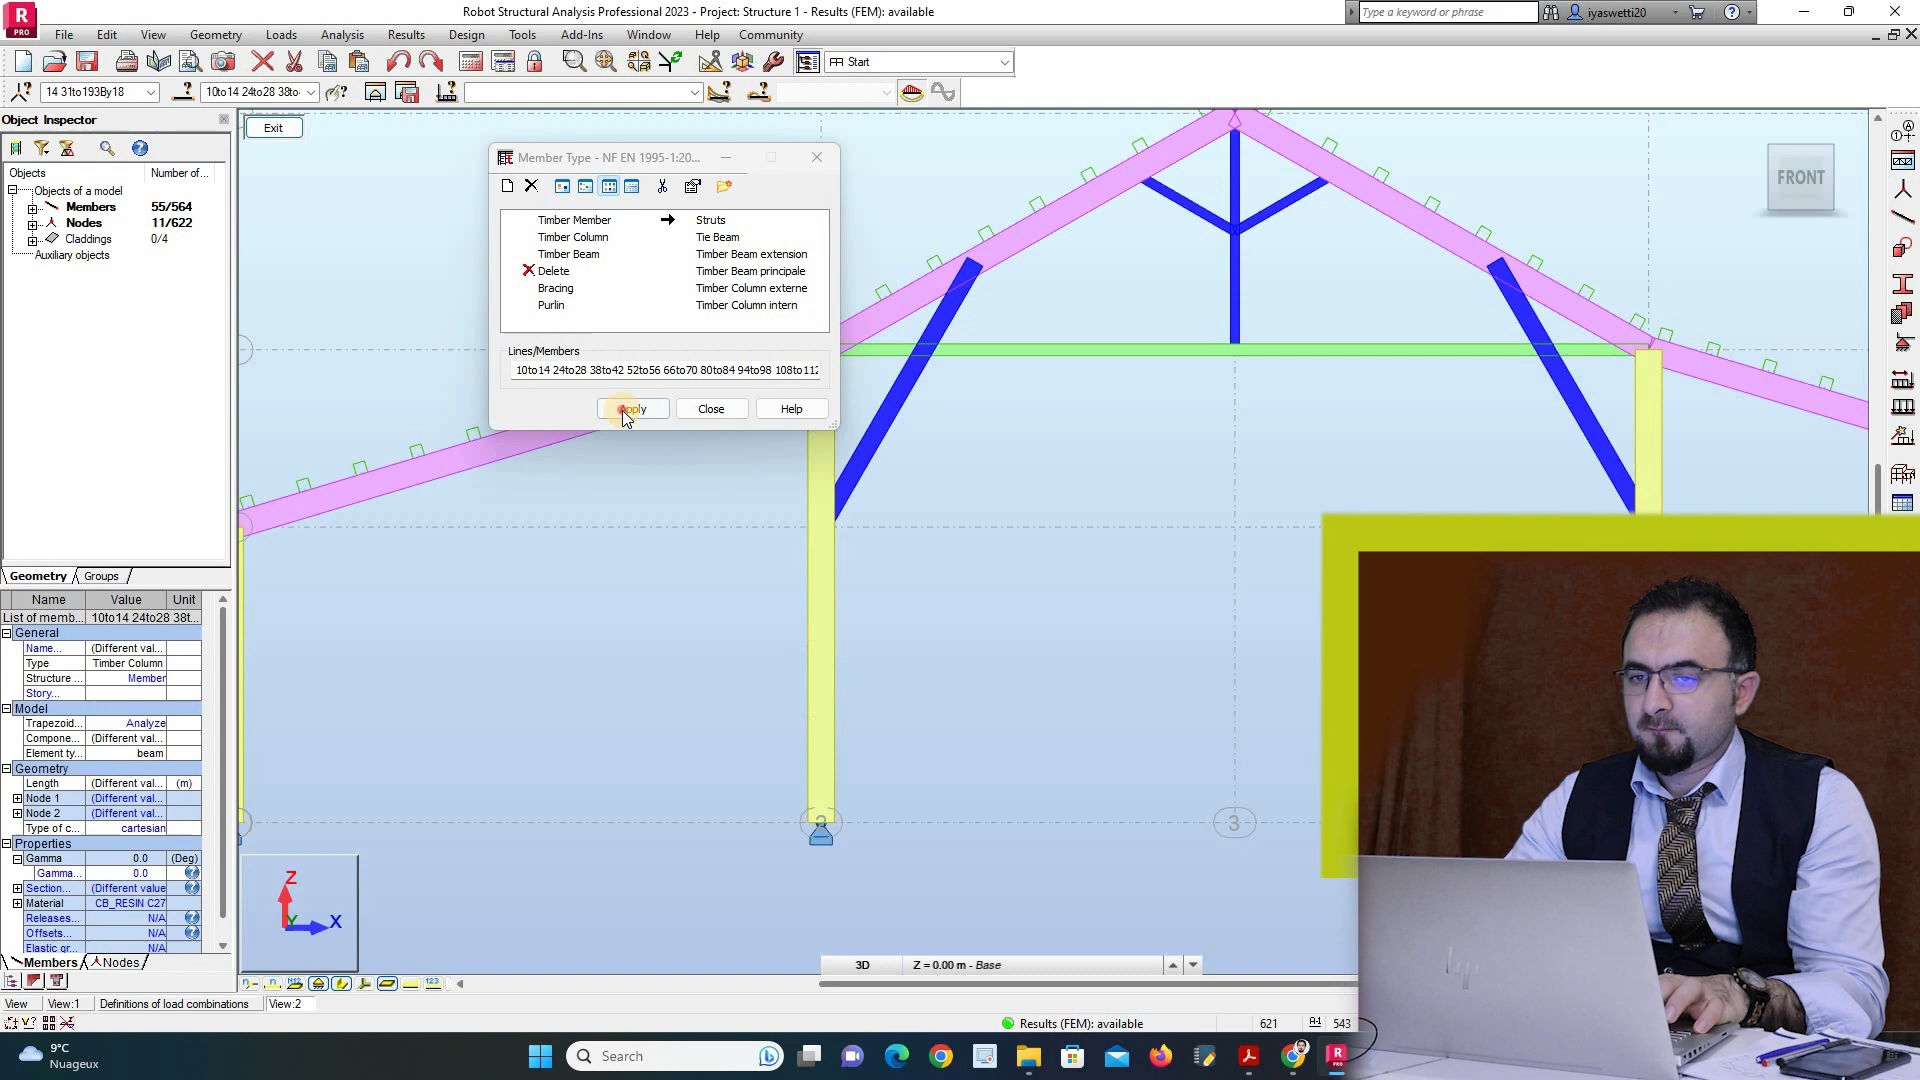 Robot Structural Analysis Professional 2023 - Project: Structure 1 - Results (FEM): available
Type a keyword or phrase
iyaswetti20
R
PRO
File Edit View Geometry Loads Analysis Results Design Tools Add-Ins Window Help Community
Start
14 31to193By18
10to14 24to28 38to
Object Inspector
Exit
Objects
Number of...
Objects of a model
Members 55/564
Nodes 11/622
Claddings 0/4
Auxiliary objects
Member Type - NF EN 1995-1:20...
Timber Member
Timber Column
Timber Beam
Delete
Bracing
Purlin
Struts
Tie Beam
Timber Beam extension
Timber Beam principale
Timber Column externe
Timber Column intern
Lines/Members
10to14 24to28 38to42 52to56 66to70 80to84 94to98 108to112
Apply Close Help
FRONT
Geometry Groups
Name Value Unit
List of memb... 10to14 24to28 38t...
General
Name... (Different val...
Type Timber Column
Structure ... Member
Story...
Model
Trapezoid... Analyze
Compone... (Different val...
Element ty... beam
Geometry
Length (Different val... (m)
Node 1 (Different val...
Node 2 (Different val...
Type of c... cartesian
Properties
Gamma 0.0 (Deg)
Gamma... 0.0
Section... (Different value
Material CB_RESIN C27
Releases... N/A
Offsets... N/A
Elastic gr... N/A
Members Nodes
3
Z
Y
X
3D
Z = 0.00 m - Base
View View:1 Definitions of load combinations View:2
Results (FEM): available
621
543
9°C
Nuageux
Search